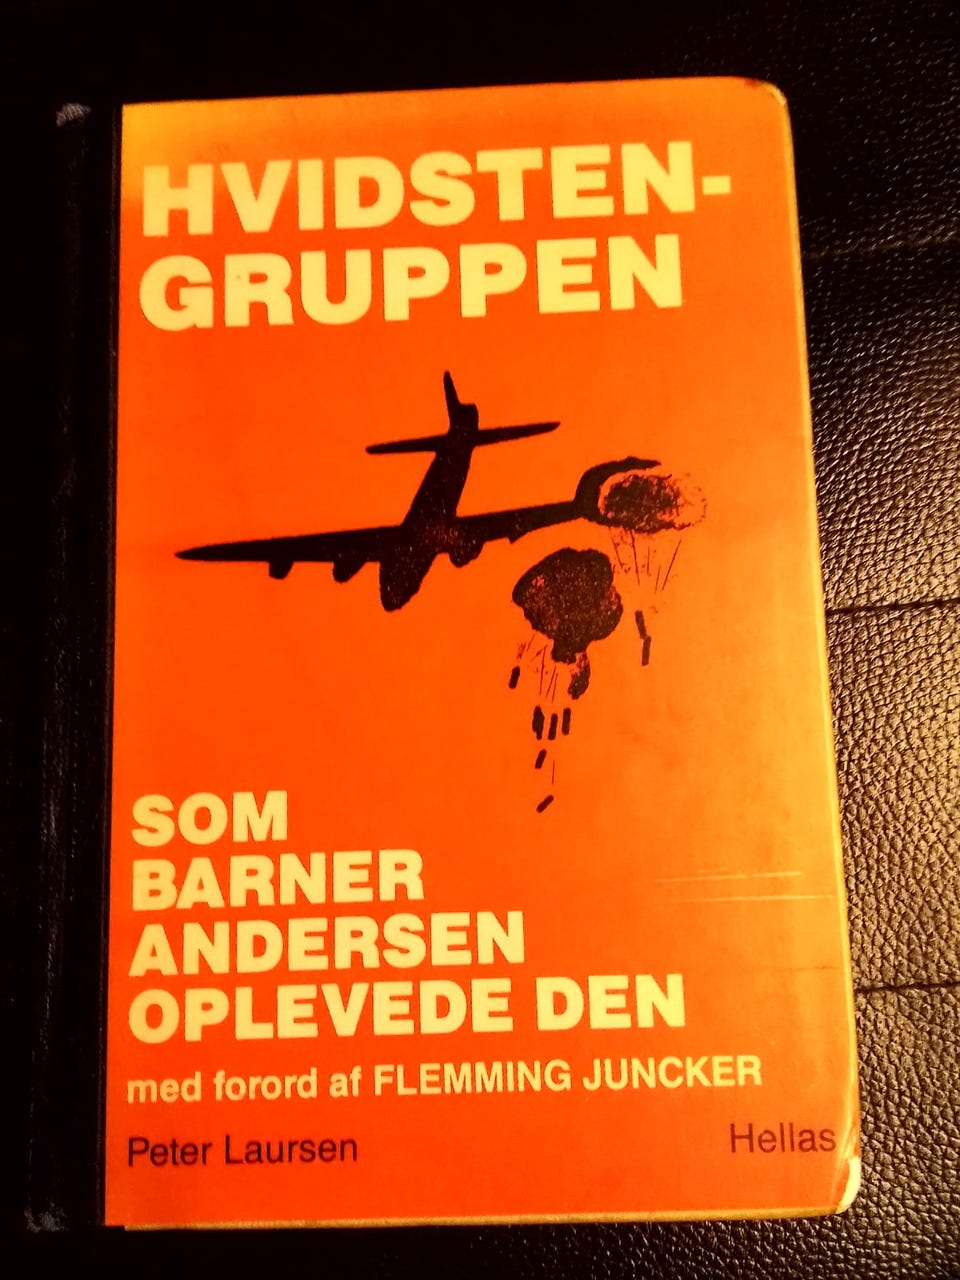 HVIDSTEN-
GRUPPEN
SOM
BARNER
ANDERSEN
OPLEVEDE DEN
med forord af FLEMMING JUNCKER
Peter Laursen
Hellas